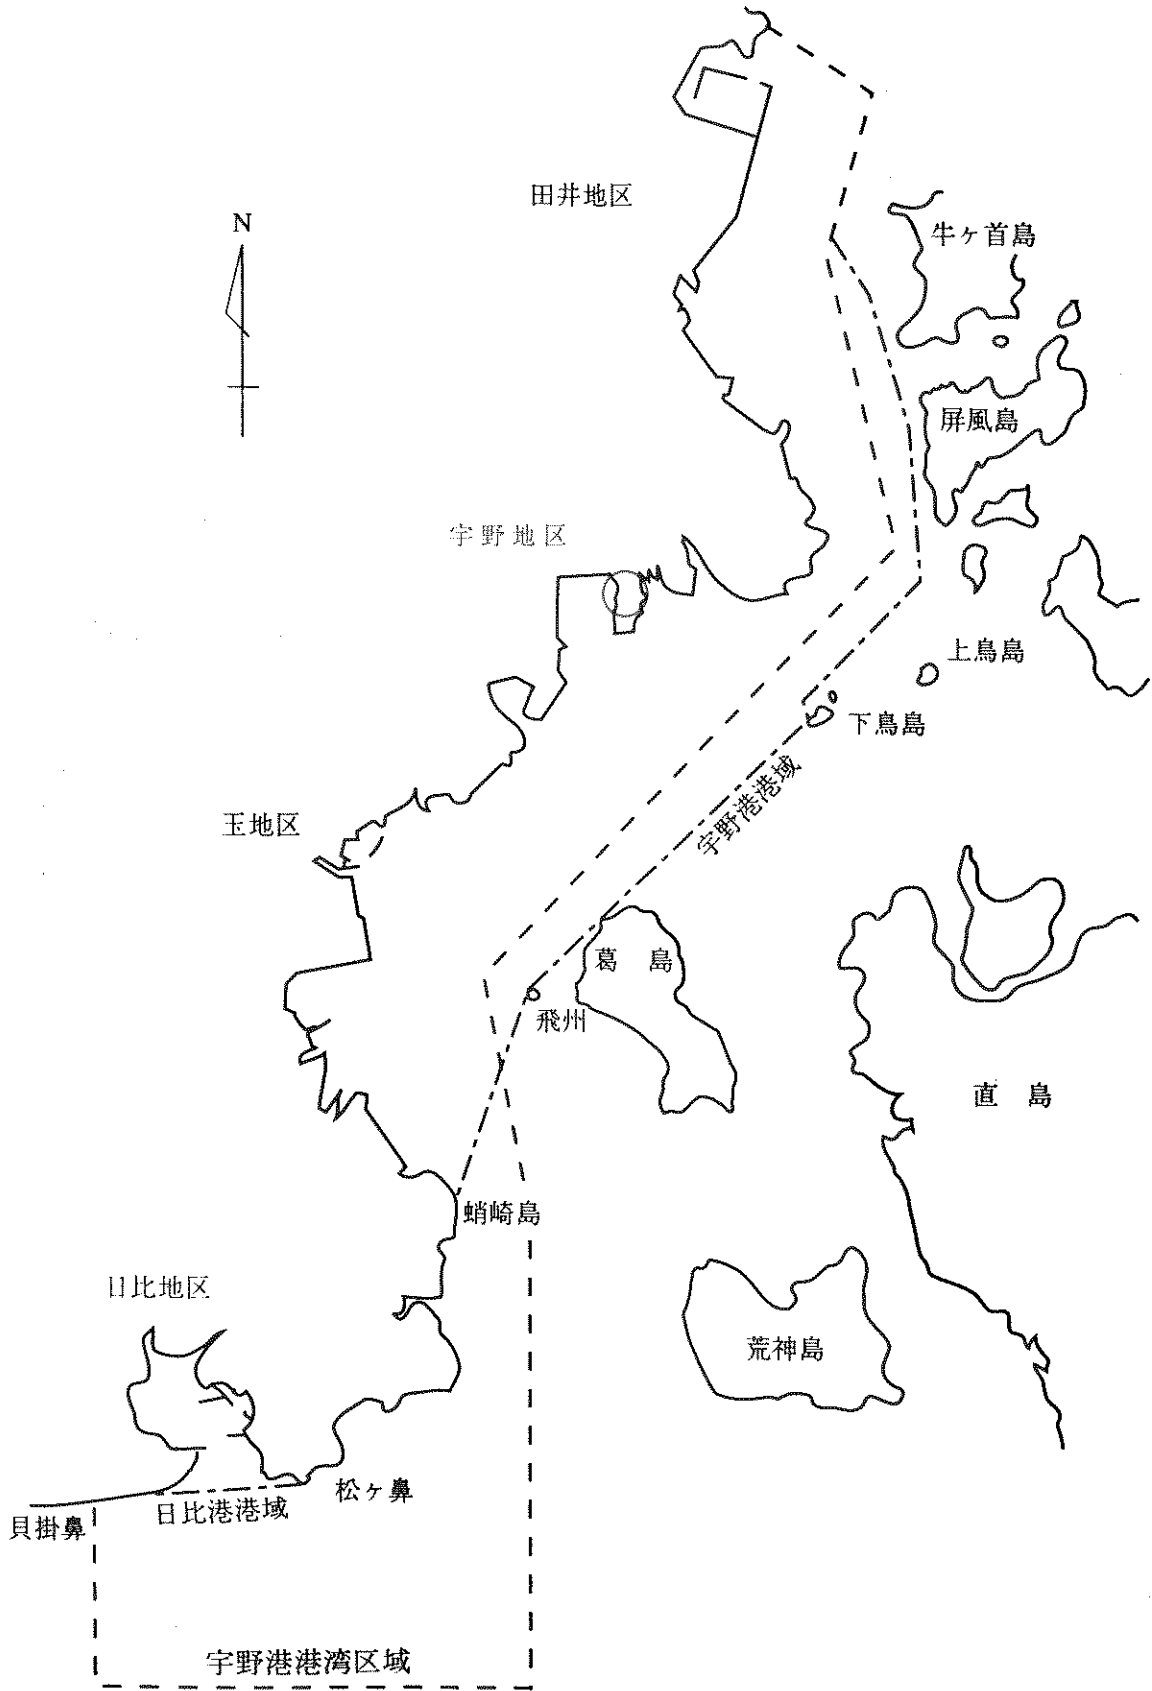 田井地区
N
牛ヶ首島
屏風島
宇野地区
上鳥島
下鳥島
宇野港港域
玉地区
葛 島
飛州
直 島
蛸崎島
日比地区
荒神島
松ヶ鼻
日比港港域
貝掛鼻
宇野港港湾区域